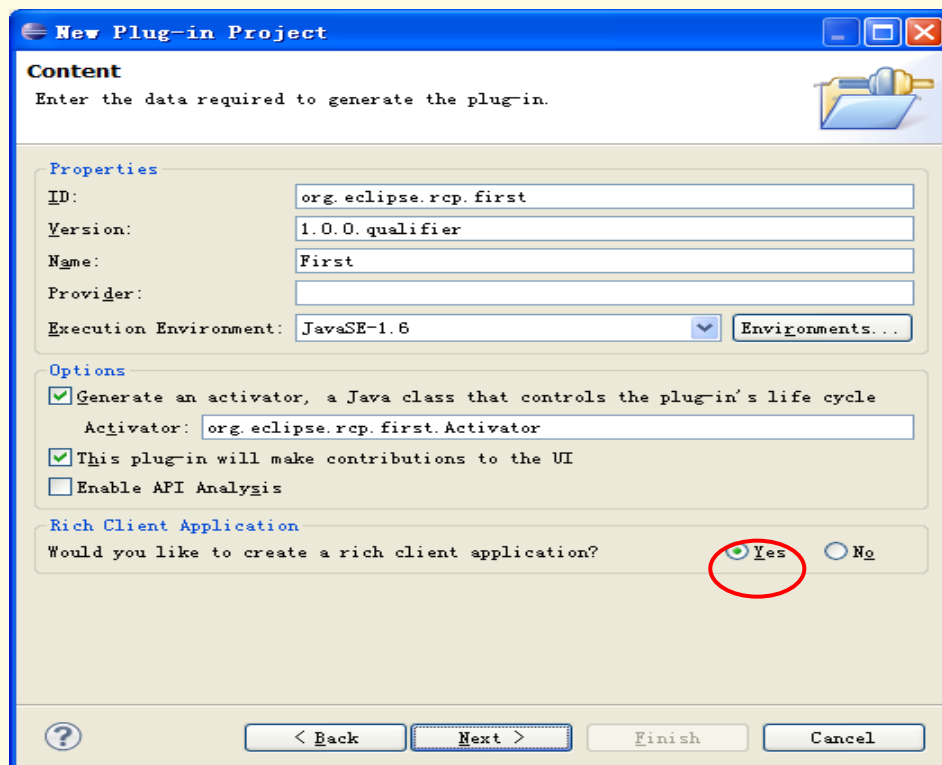 New Plug-in Project
Content
Enter the data required to generate the plug-in.
Properties
ID: org.eclipse.rcp.first
Version: 1.0.0.qualifier
Name: First
Provider:
Execution Environment: JavaSE-1.6 Environments...
Options
Generate an activator, a Java class that controls the plug-in's life cycle
Activator: org.eclipse.rcp.first.Activator
This plug-in will make contributions to the UI
Enable API Analysis
Rich Client Application
Would you like to create a rich client application? Yes No
? < Back Next > Finish Cancel